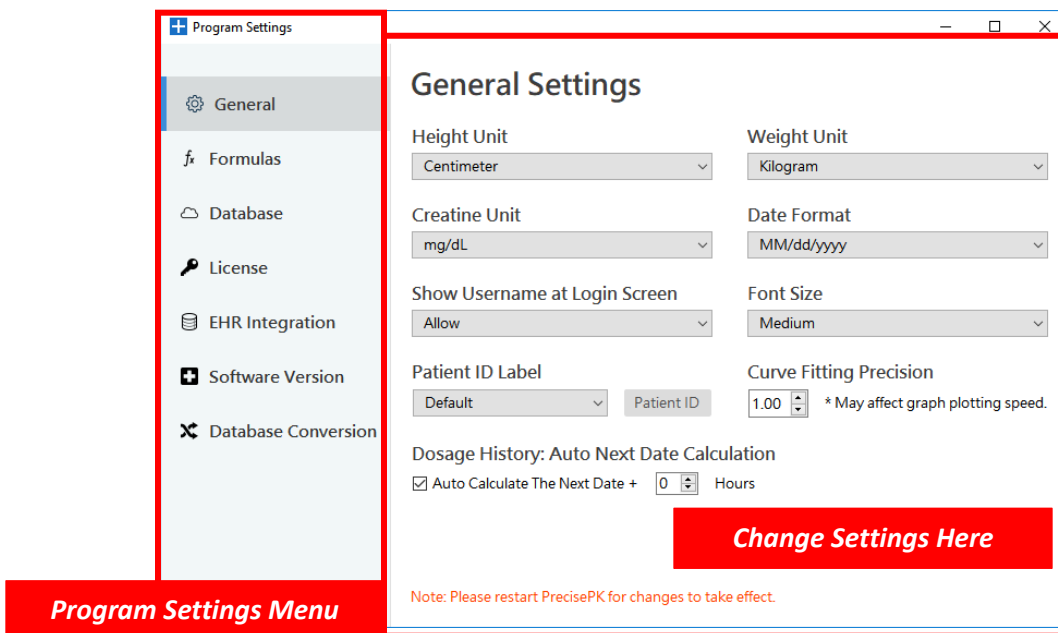 Program Settings
General
Formulas
Database
License
EHR Integration
Software Version
Database Conversion
Program Settings Menu
General Settings
Height Unit
Weight Unit
Centimeter
Kilogram
Creatine Unit
Date Format
mg/dL
MM/dd/yyyy
Show Username at Login Screen
Font Size
Allow
Medium
Patient ID Label
Curve Fitting Precision
Default
Patient ID
1.00
* May affect graph plotting speed.
Dosage History: Auto Next Date Calculation
Auto Calculate The Next Date + 0 Hours
Change Settings Here
Note: Please restart PrecisePK for changes to take effect.